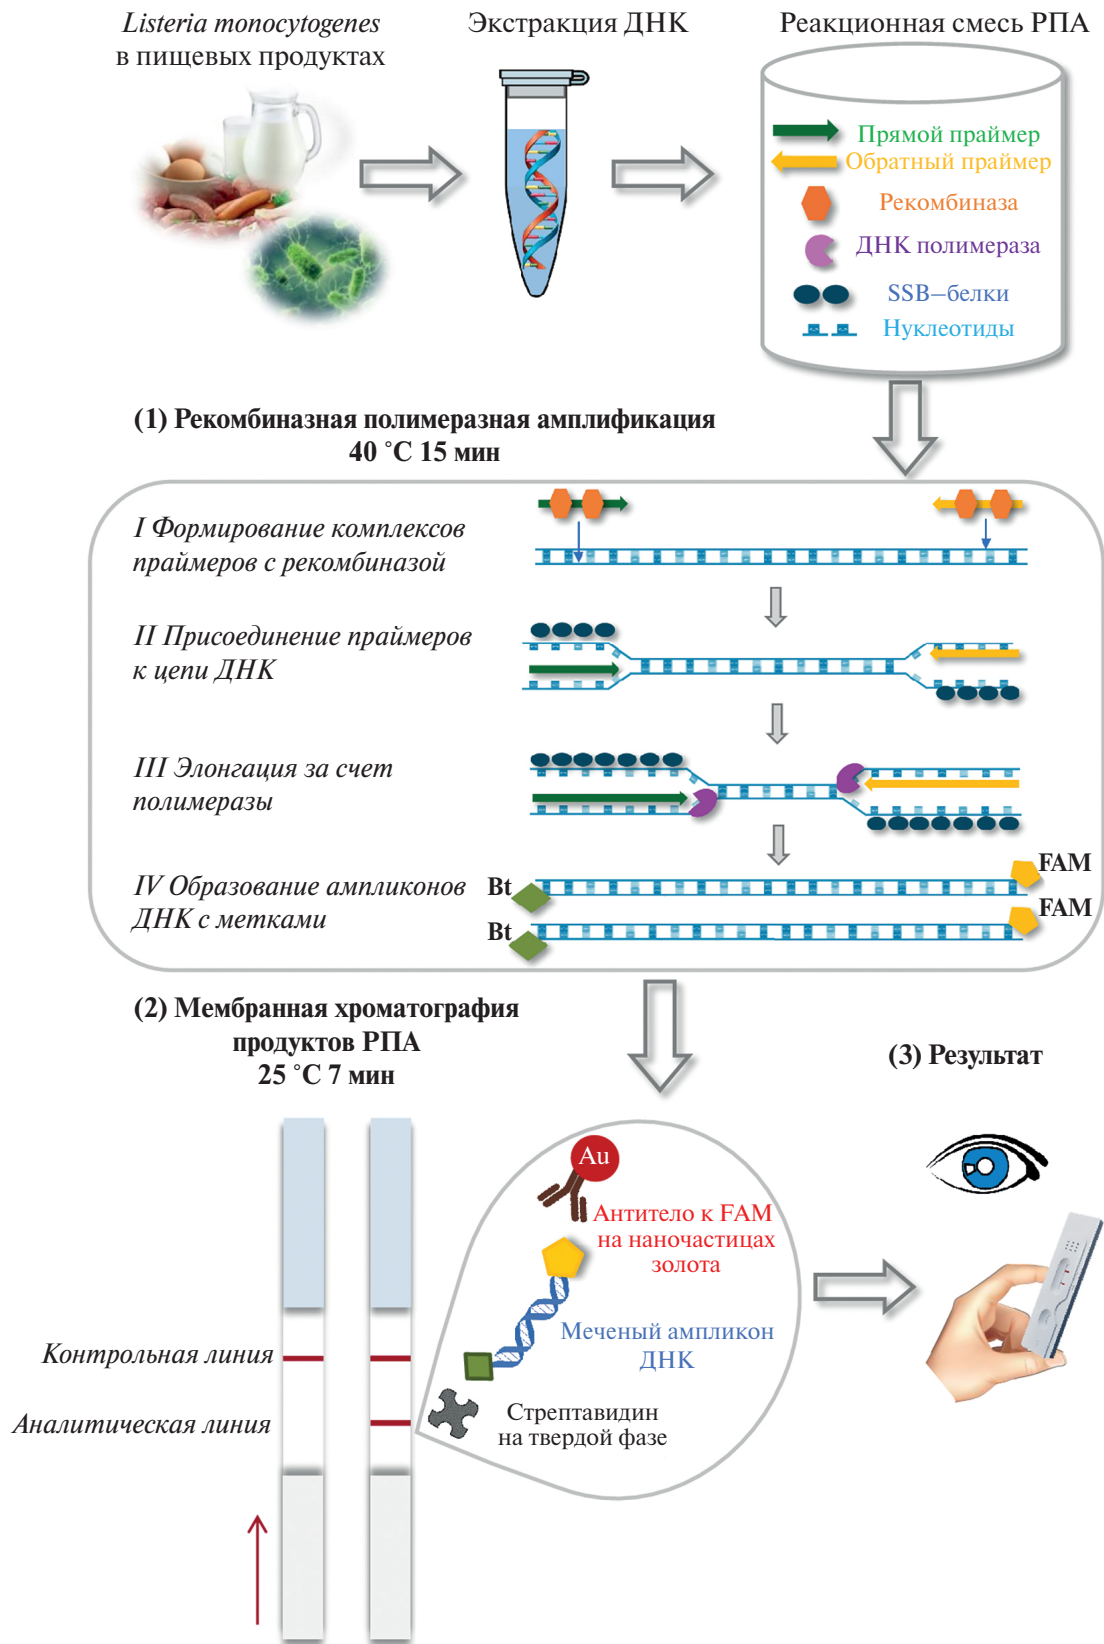 Listeria monocytogenes
в пищевых продуктах
Экстракция ДНК
Реакционная смесь РПА
Прямой праймер
Обратный праймер
Рекомбиназа
ДНК полимераза
SSB–белки
Нуклеотиды
(1) Рекомбиназная полимеразная амплификация
40 °C 15 мин
I Формирование комплексов
праймеров с рекомбиназой
II Присоединение праймеров
к цепи ДНК
III Элонгация за счет
полимеразы
IV Образование ампликонов
ДНК с метками
Bt
FAM
Bt
FAM
(2) Мембранная хроматография
продуктов РПА
25 °C 7 мин
(3) Результат
Au
Антитело к FAM
на наночастицах
золота
Меченый ампликон
ДНК
Стрептавидин
на твердой фазе
Контрольная линия
Аналитическая линия